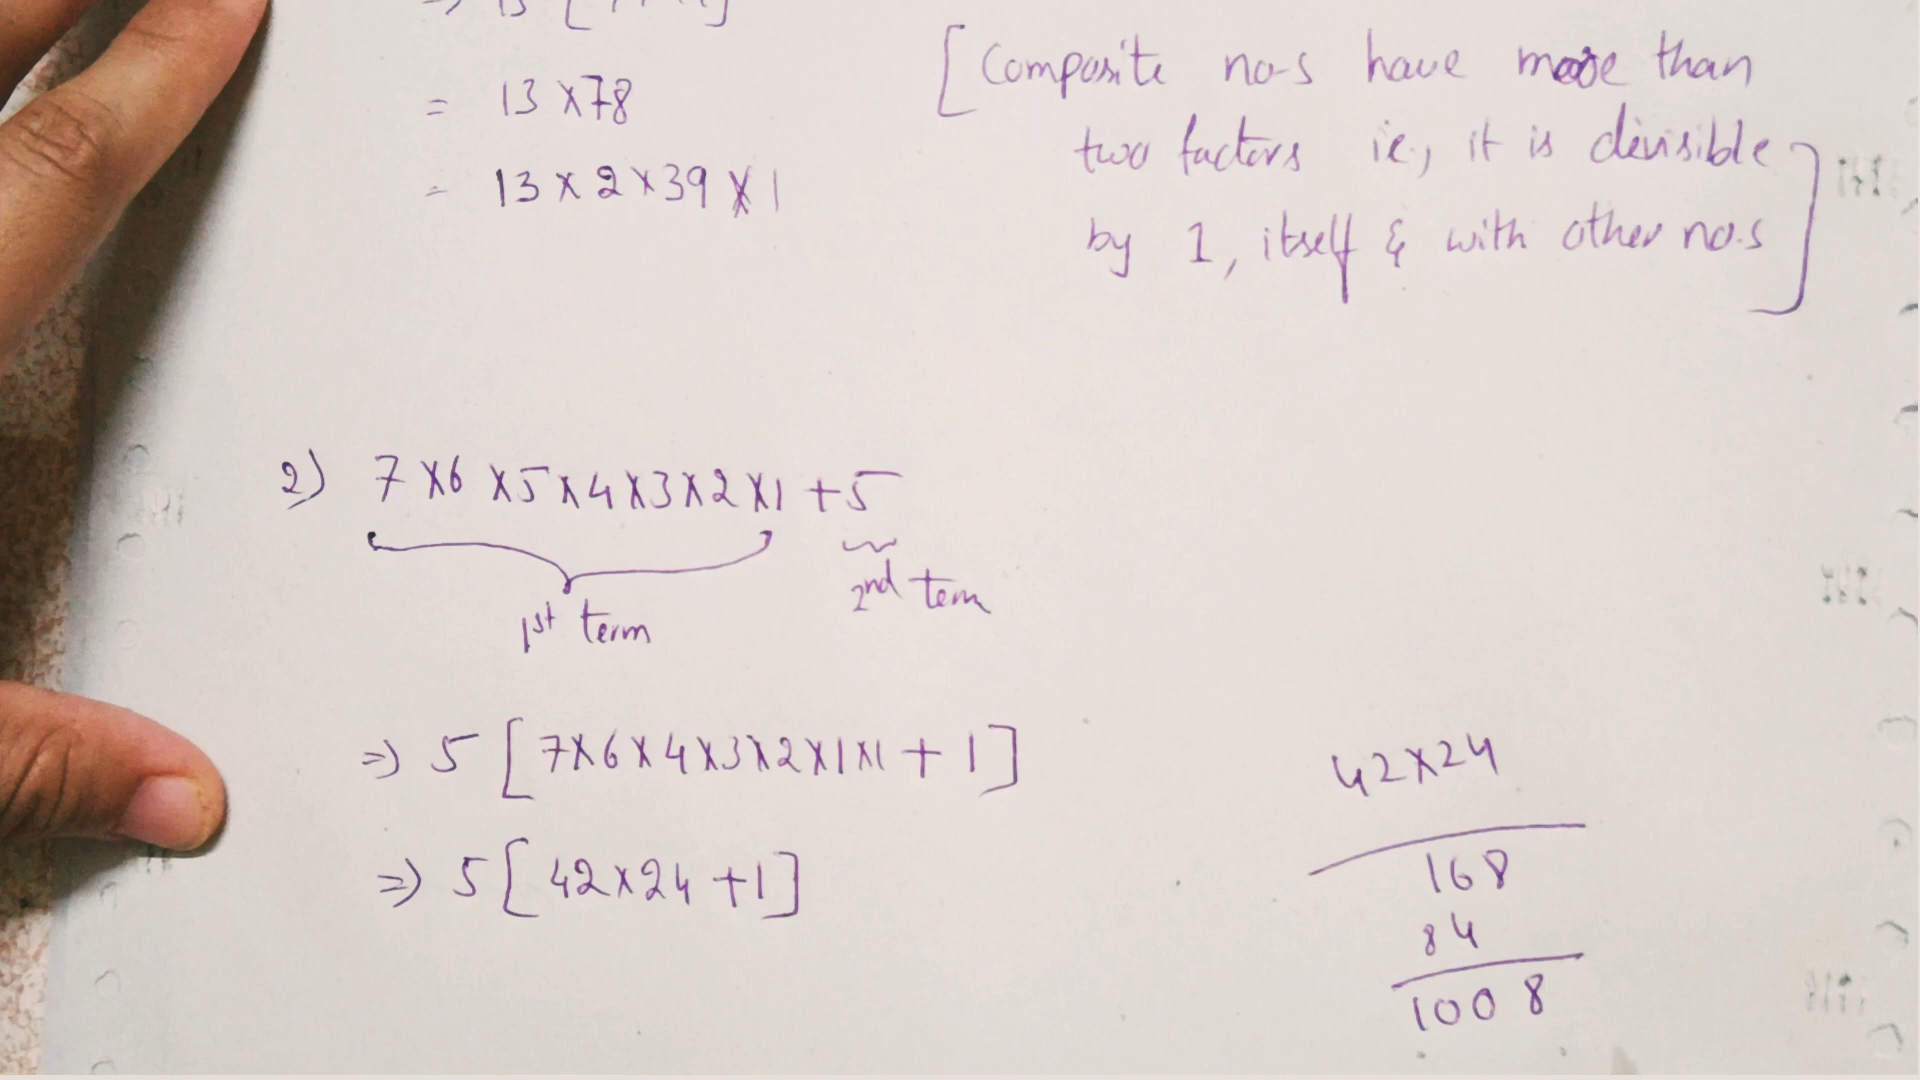 = 13 x 78
= 13 x 2 x 39 x 1
[Composite no-s have more than
two factors ie, it is divisible
by 1, itself & with other no.s]
2) 7 x 6 x 5 x 4 x 3 x 2 x 1 + 5
1st term
2nd term
=> 5 [ 7 x 6 x 4 x 3 x 2 x 1 x 1 + 1 ]
=> 5 [ 42 x 24 + 1 ]
42 x 24
168
84
1008